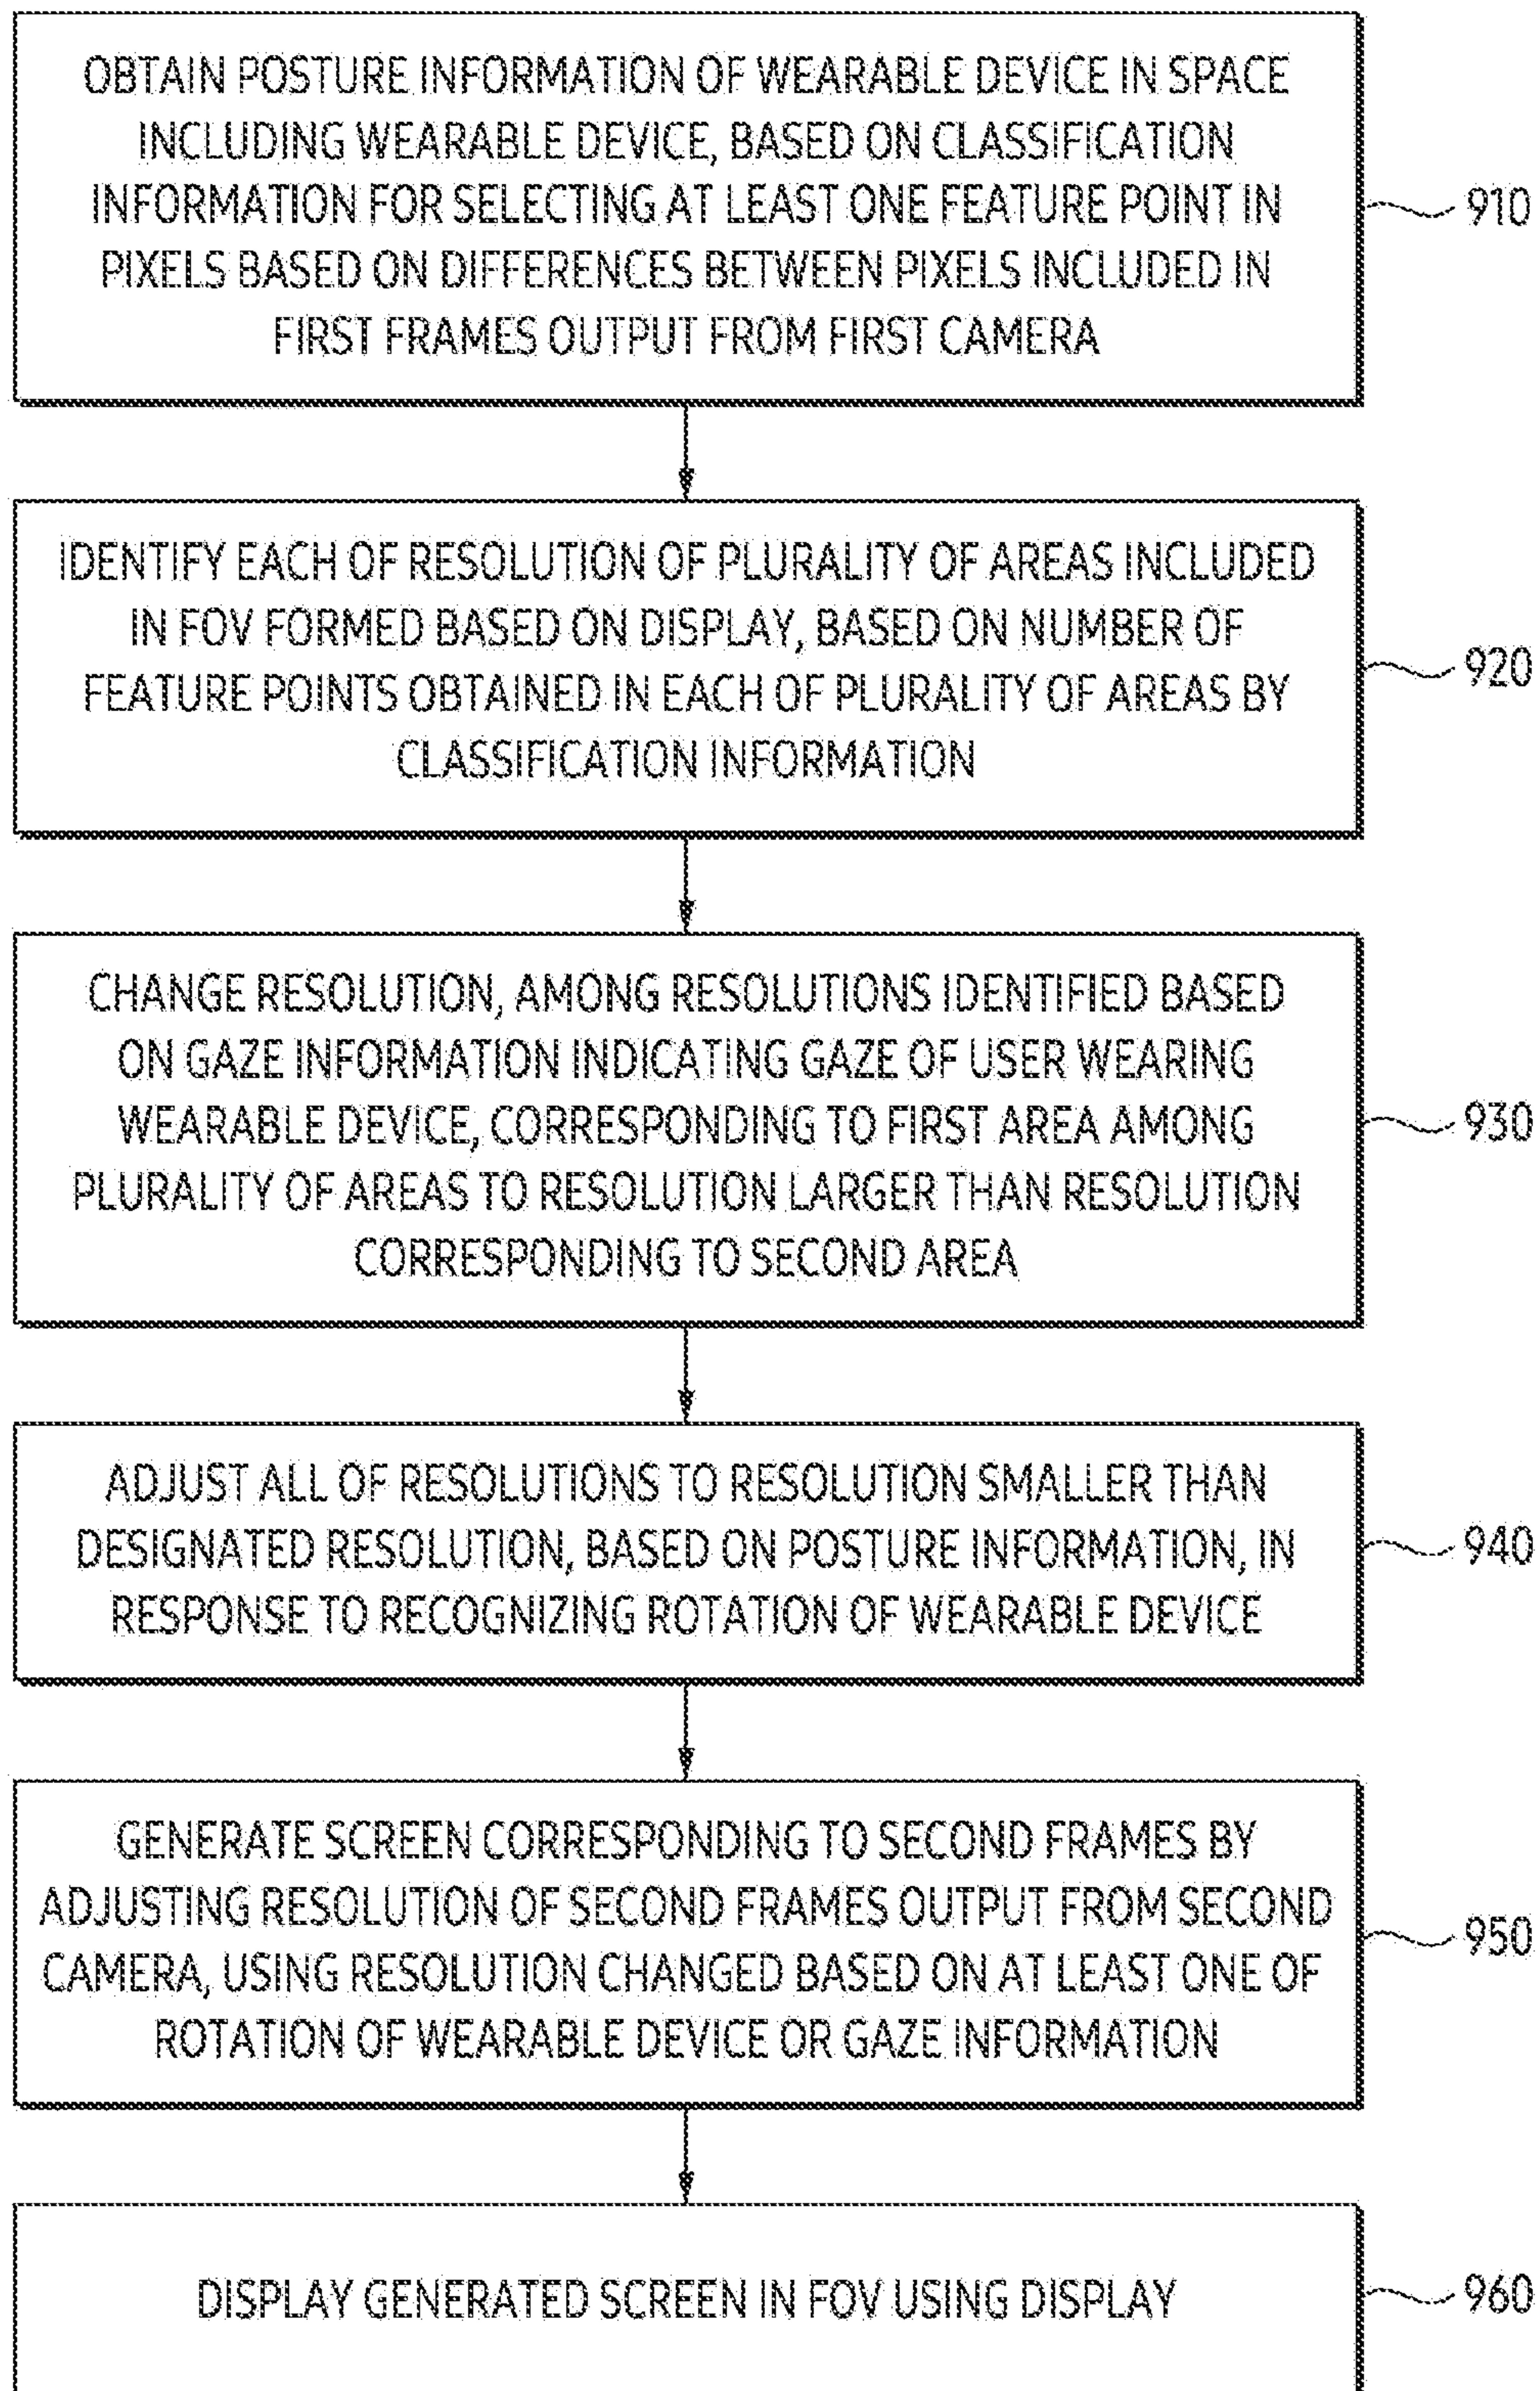 OBTAIN POSTURE INFORMATION OF WEARABLE DEVICE IN SPACE
INCLUDING WEARABLE DEVICE, BASED ON CLASSIFICATION
INFORMATION FOR SELECTING AT LEAST ONE FEATURE POINT IN
PIXELS BASED ON DIFFERENCES BETWEEN PIXELS INCLUDED IN
FIRST FRAMES OUTPUT FROM FIRST CAMERA
910
IDENTIFY EACH OF RESOLUTION OF PLURALITY OF AREAS INCLUDED
IN FOV FORMED BASED ON DISPLAY, BASED ON NUMBER OF
FEATURE POINTS OBTAINED IN EACH OF PLURALITY OF AREAS BY
CLASSIFICATION INFORMATION
920
CHANGE RESOLUTION, AMONG RESOLUTIONS IDENTIFIED BASED
ON GAZE INFORMATION INDICATING GAZE OF USER WEARING
WEARABLE DEVICE, CORRESPONDING TO FIRST AREA AMONG
PLURALITY OF AREAS TO RESOLUTION LARGER THAN RESOLUTION
CORRESPONDING TO SECOND AREA
930
ADJUST ALL OF RESOLUTIONS TO RESOLUTION SMALLER THAN
DESIGNATED RESOLUTION, BASED ON POSTURE INFORMATION, IN
RESPONSE TO RECOGNIZING ROTATION OF WEARABLE DEVICE
940
GENERATE SCREEN CORRESPONDING TO SECOND FRAMES BY
ADJUSTING RESOLUTION OF SECOND FRAMES OUTPUT FROM SECOND
CAMERA, USING RESOLUTION CHANGED BASED ON AT LEAST ONE OF
ROTATION OF WEARABLE DEVICE OR GAZE INFORMATION
950
DISPLAY GENERATED SCREEN IN FOV USING DISPLAY
960